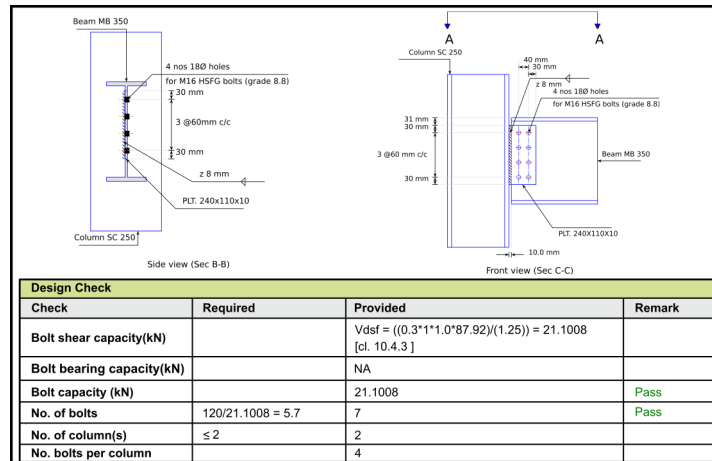 Beam MB 350
4 nos 18Ø holes
for M16 HSFG bolts (grade 8.8)
30 mm
3 @60mm c/c
30 mm
z 8 mm
PLT. 240x110x10
Column SC 250
Side view (Sec B-B)
A
A
Column SC 250
40 mm
30 mm
z 8 mm
4 nos 18Ø holes
for M16 HSFG bolts (grade 8.8)
31 mm
30 mm
3 @60 mm c/c
30 mm
Beam MB 350
PLT. 240X110X10
10.0 mm
Front view (Sec C-C)
Design Check
Check Required Provided Remark
Bolt shear capacity(kN) Vdsf = ((0.3*1*1.0*87.92)/(1.25)) = 21.1008
[cl. 10.4.3 ]
Bolt bearing capacity(kN) NA
Bolt capacity (kN) 21.1008 Pass
No. of bolts 120/21.1008 = 5.7 7 Pass
No. of column(s) ≤ 2 2
No. bolts per column 4